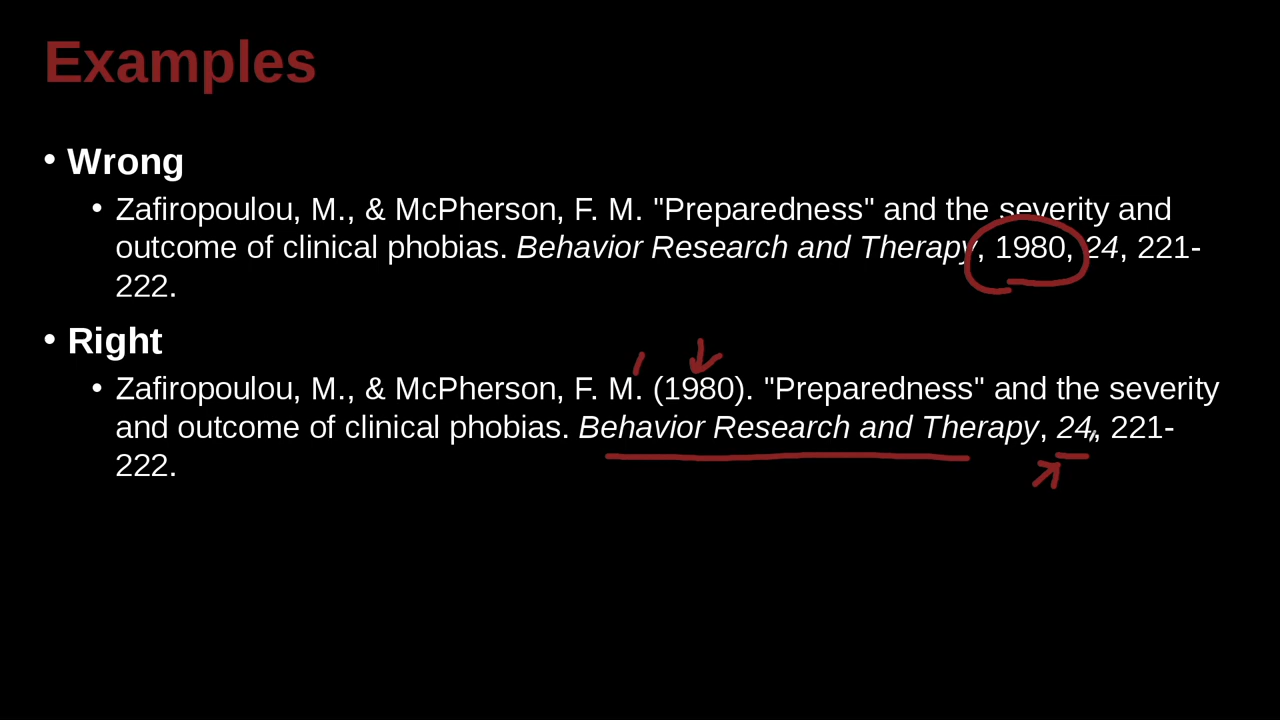 Examples
• Wrong
• Zafiropoulou, M., & McPherson, F. M. "Preparedness" and the severity and
outcome of clinical phobias. Behavior Research and Therapy, 1980, 24, 221-
222.
• Right
• Zafiropoulou, M., & McPherson, F. M. (1980). "Preparedness" and the severity
and outcome of clinical phobias. Behavior Research and Therapy, 24, 221-
222.